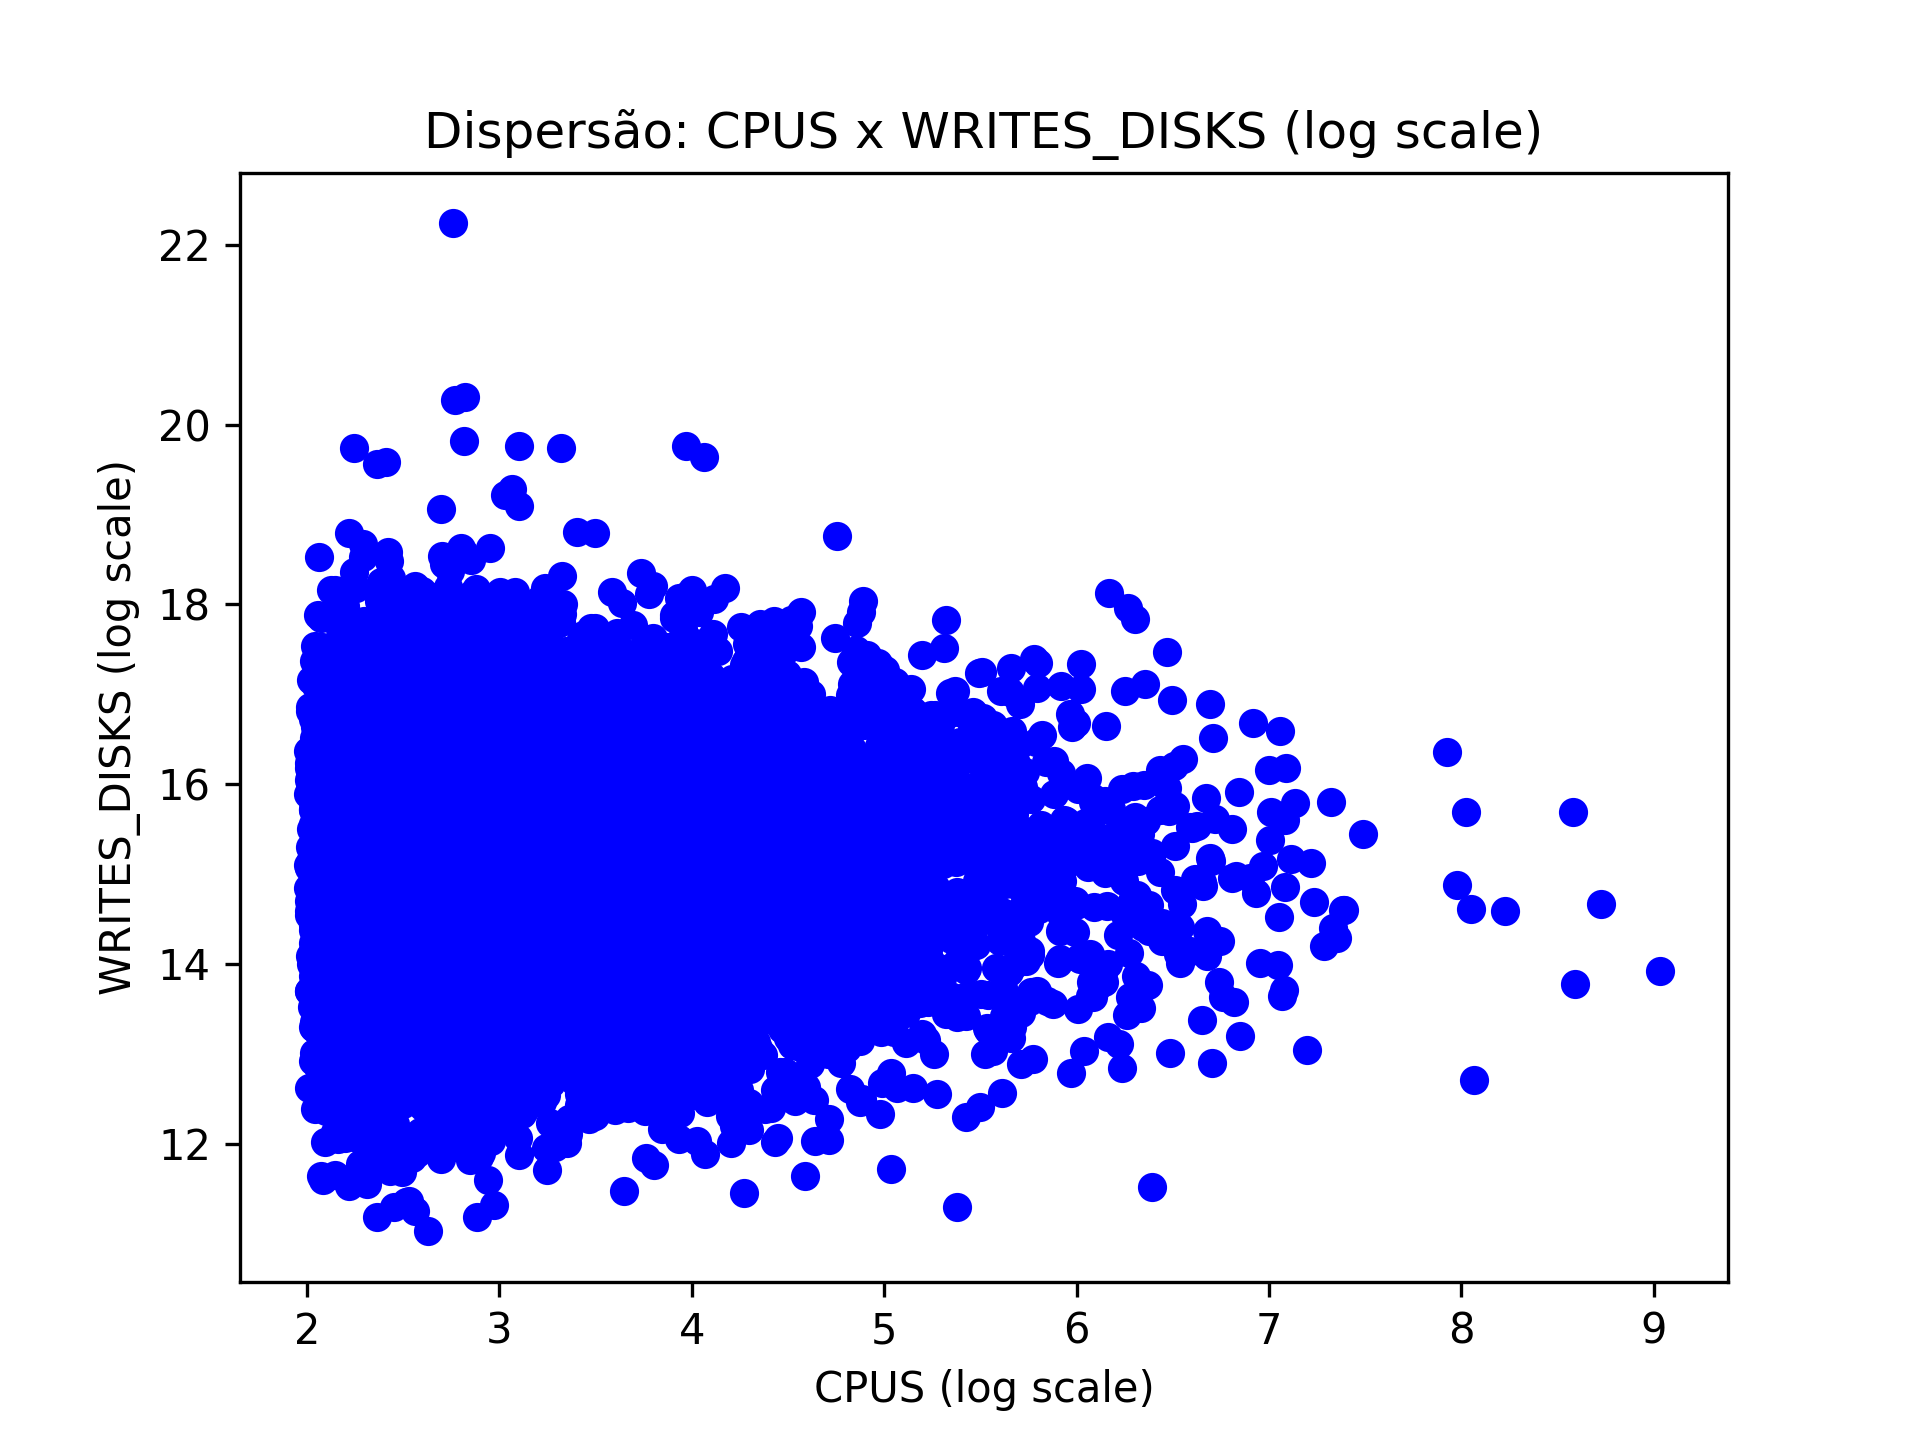 Dispersão: CPUS x WRITES_DISKS (log scale)
WRITES_DISKS (log scale)
22
20
18
16
14
12
2 3 4 5 6 7 8 9
CPUS (log scale)